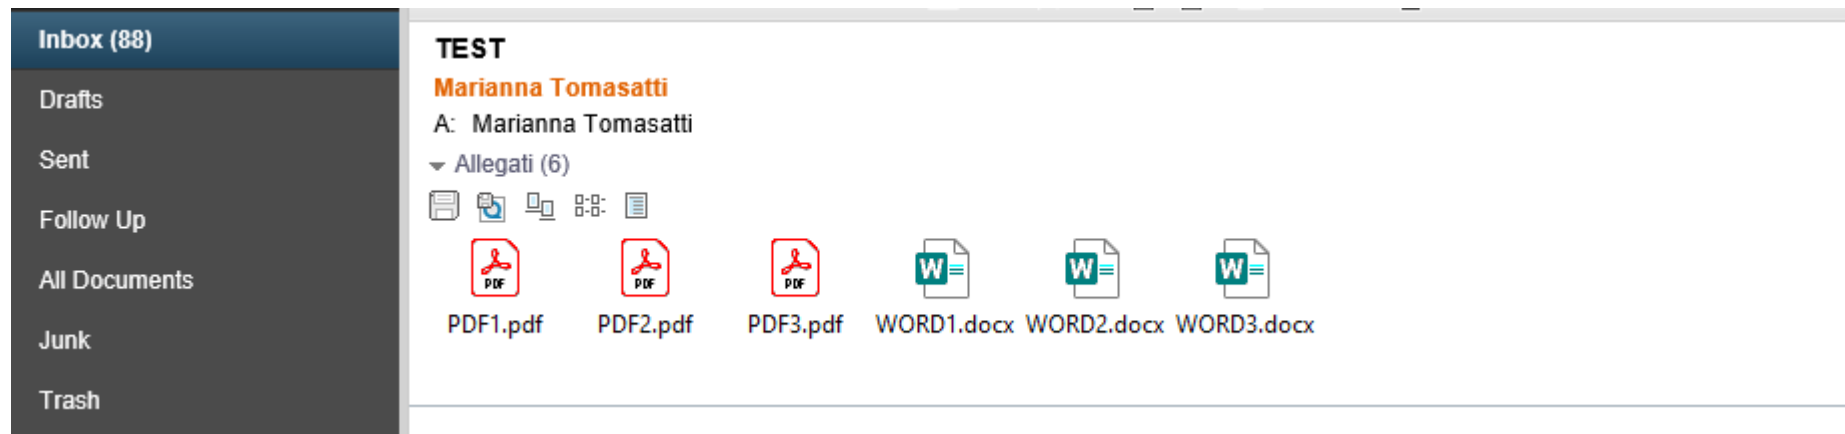 Inbox (88)
Drafts
Sent
Follow Up
All Documents
Junk
Trash
TEST
Marianna Tomasatti
A: Marianna Tomasatti
Allegati (6)
PDF PDF PDF W W W
PDF1.pdf PDF2.pdf PDF3.pdf WORD1.docx WORD2.docx WORD3.docx